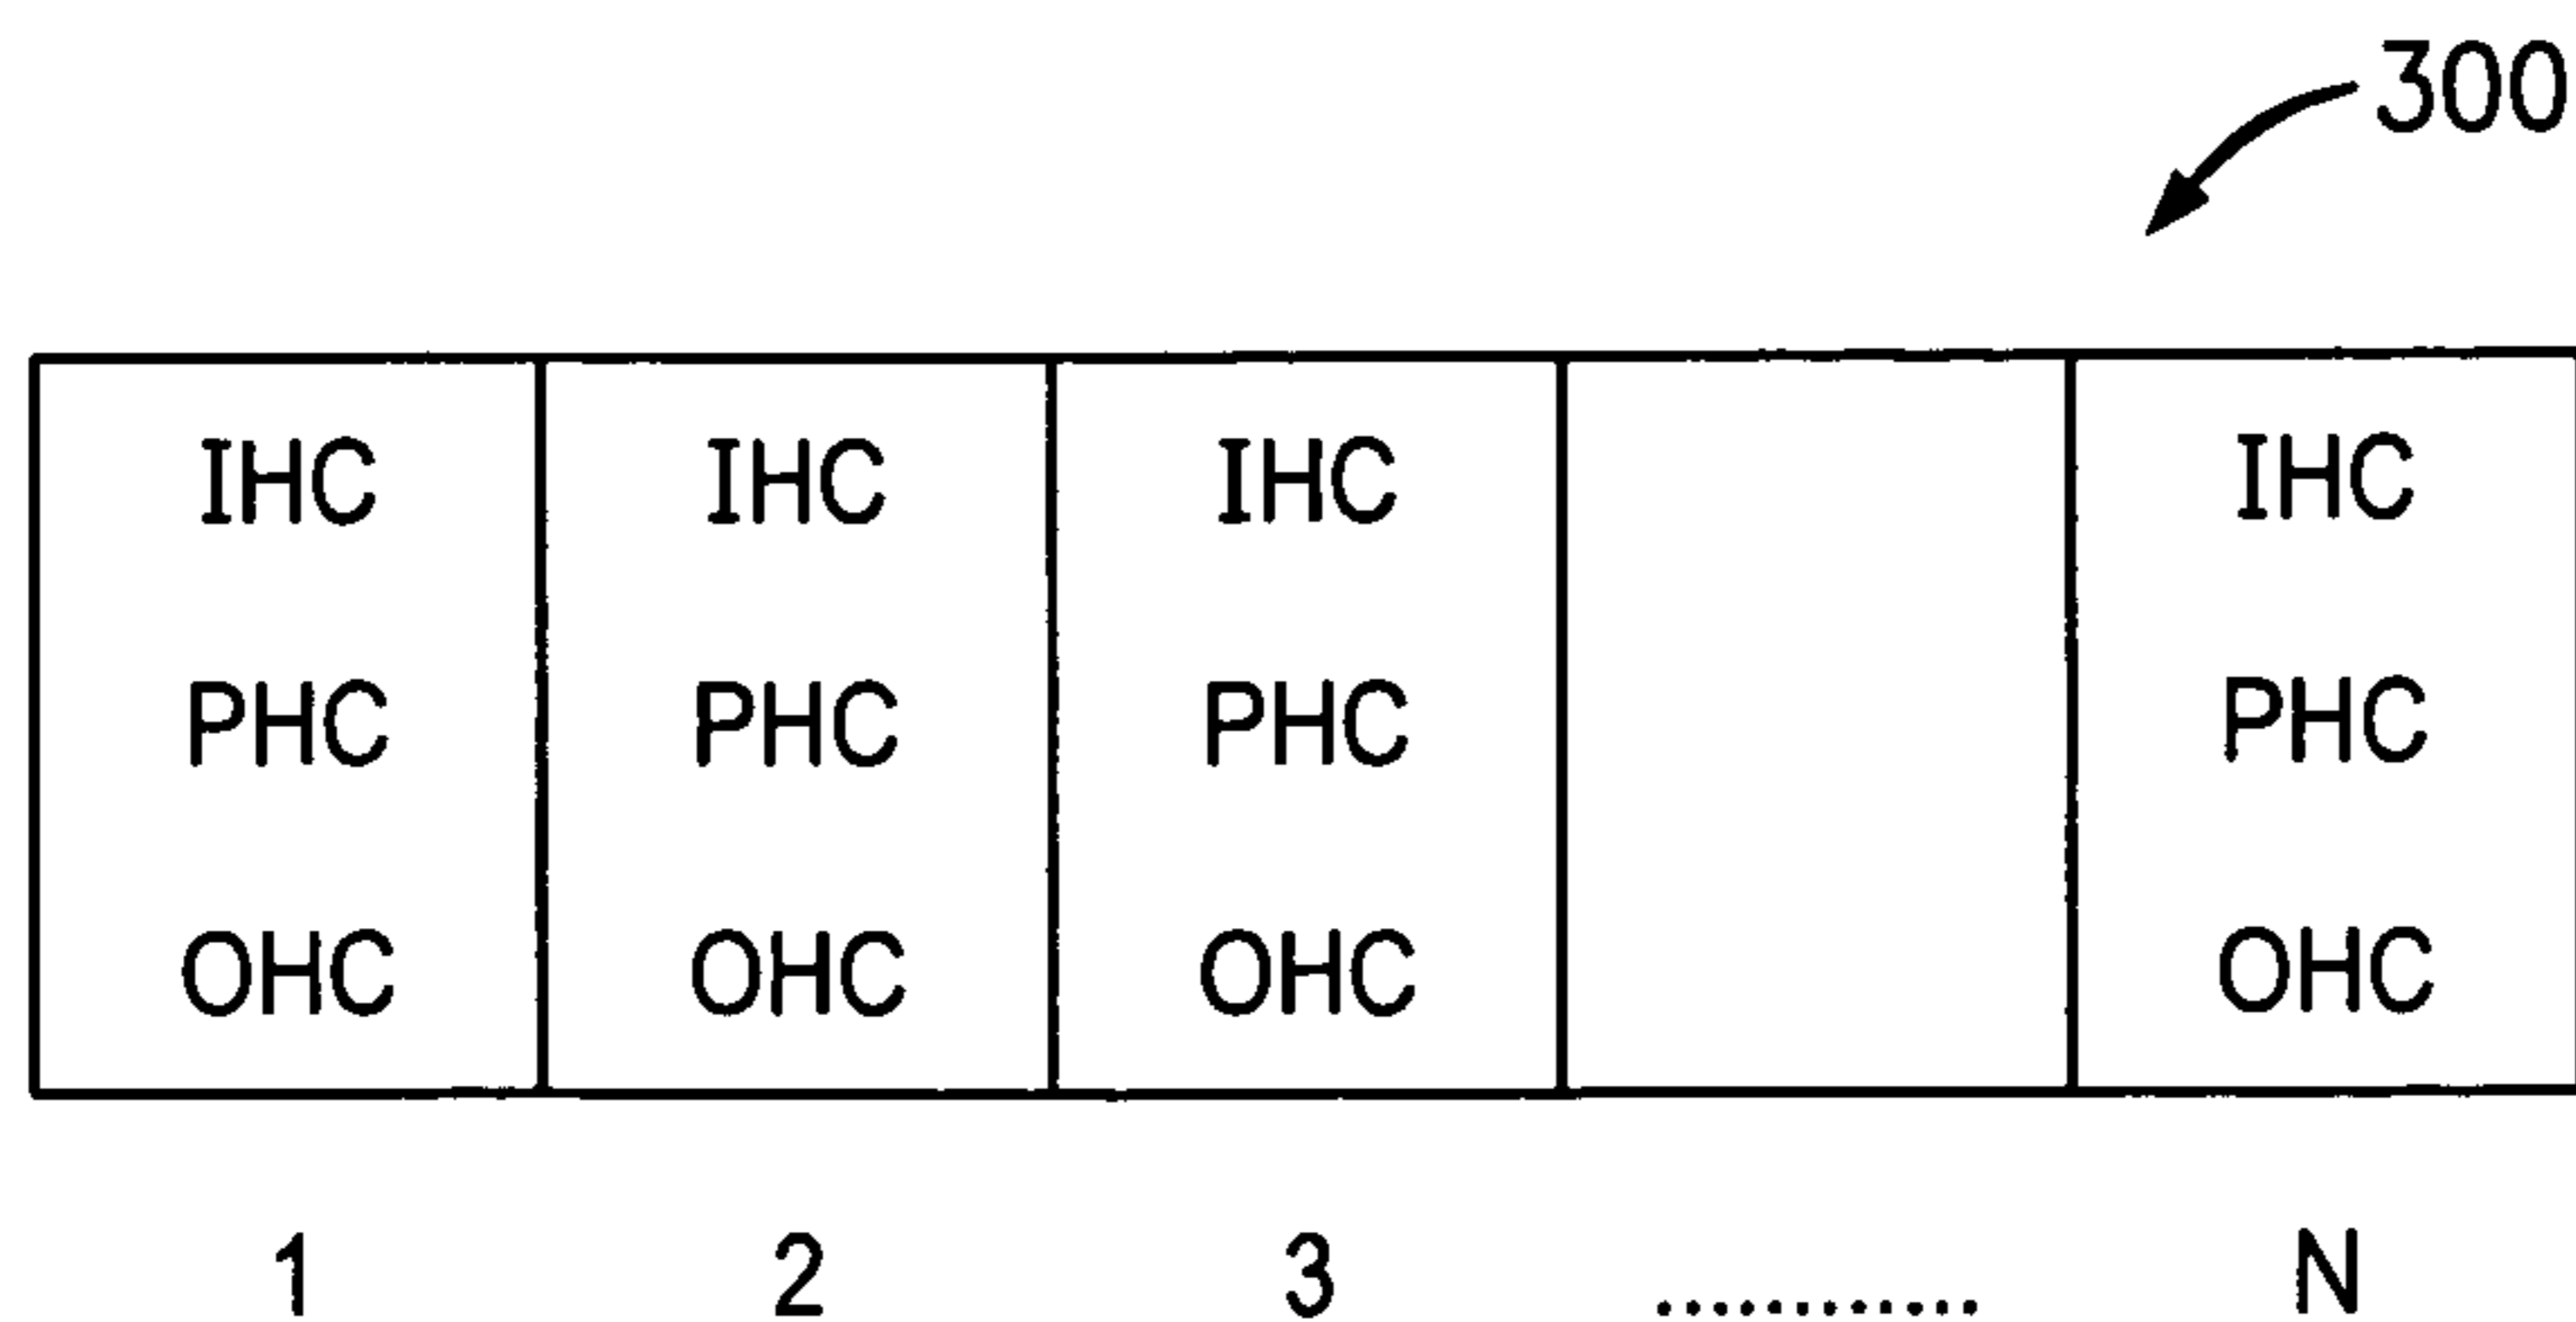 300
IHC IHC IHC IHC
PHC PHC PHC PHC
OHC OHC OHC OHC
1 2 3 ............ N